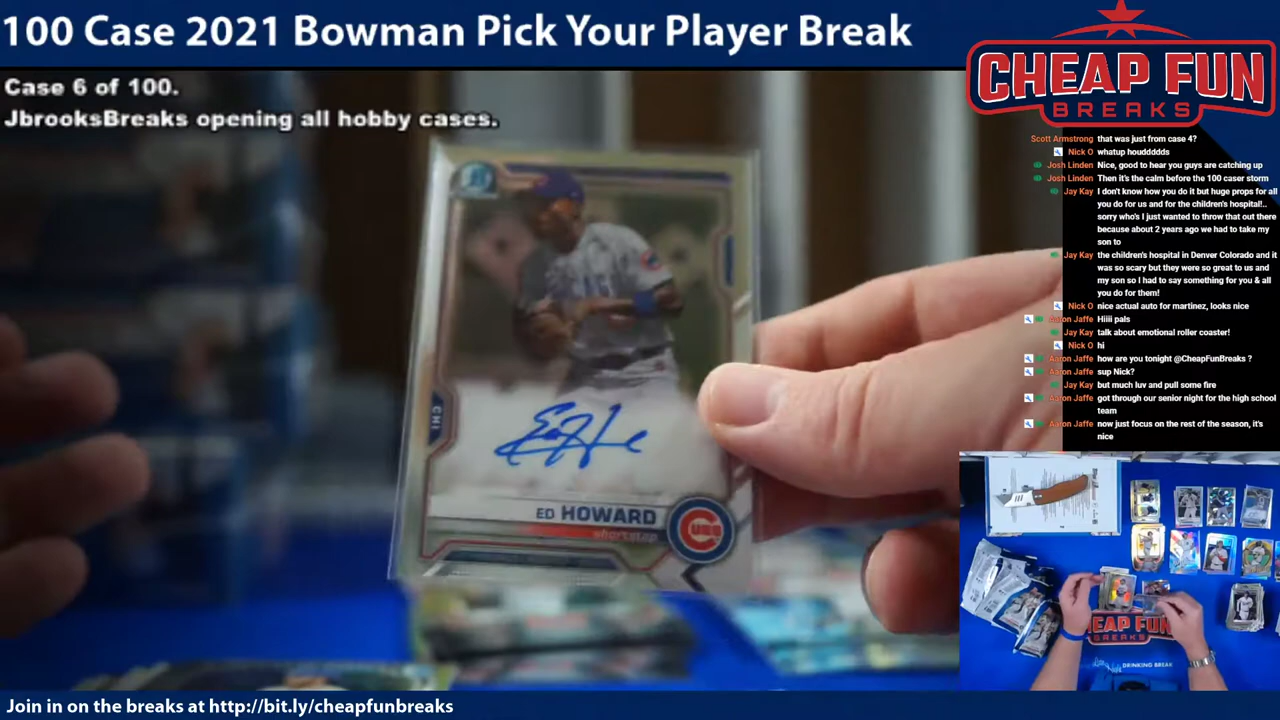 100 Case 2021 Bowman Pick Your Player Break
Case 6 of 100.
JbrooksBreaks opening all hobby cases.
CHEAP FUN
BREAKS
Scott Armstrong that was just from case 4?
Nick O whatup houddddds
Josh Linden Nice, good to hear you guys are catching up
Josh Linden Then it's the calm before the 100 caser storm
Jay Kay I don't know how you do it but huge props for all
you do for us and for the children's hospital!..
sorry who's I just wanted to throw that out there
because about 2 years ago we had to take my
son to
Jay Kay the children's hospital in Denver Colorado and it
was so scary but they were so great to us and
my son so I had to say something for you & all
you do for them!
Nick O nice actual auto for martinez, looks nice
Aaron Jaffe Hiiii pals
Jay Kay talk about emotional roller coaster!
Nick O hi
Aaron Jaffe how are you tonight @CheapFunBreaks ?
Aaron Jaffe sup Nick?
Jay Kay but much luv and pull some fire
Aaron Jaffe got through our senior night for the high school
team
Aaron Jaffe now just focus on the rest of the season, it's
nice
CHI
ED HOWARD
shortstop
CUBS
EAP FUN
BREAKS
DRINKING BREAK
Join in on the breaks at http://bit.ly/cheapfunbreaks